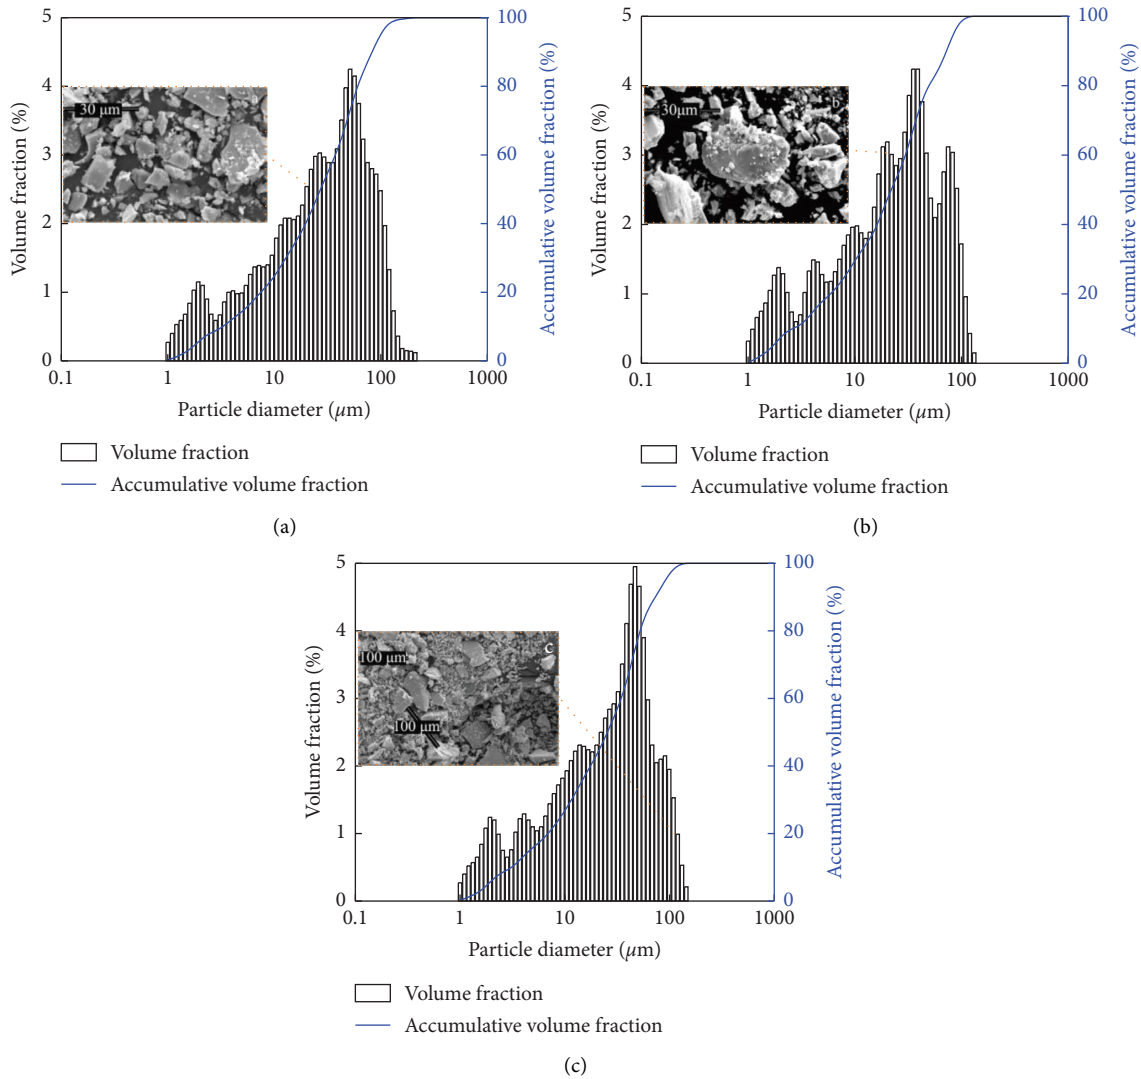 5
4
3
2
1
0
Volume fraction (%)
30 μm
100
80
60
40
20
0
Accumulative volume fraction (%)
0.1 1 10 100 1000
Particle diameter (μm)
Volume fraction
Accumulative volume fraction
(a)
5
4
3
2
1
0
Volume fraction (%)
30μm
b
100
80
60
40
20
0
Accumulative volume fraction (%)
0.1 1 10 100 1000
Particle diameter (μm)
Volume fraction
Accumulative volume fraction
(b)
5
4
3
2
1
0
Volume fraction (%)
100 μm
c
100 μm
100
80
60
40
20
0
Accumulative volume fraction (%)
0.1 1 10 100 1000
Particle diameter (μm)
Volume fraction
Accumulative volume fraction
(c)